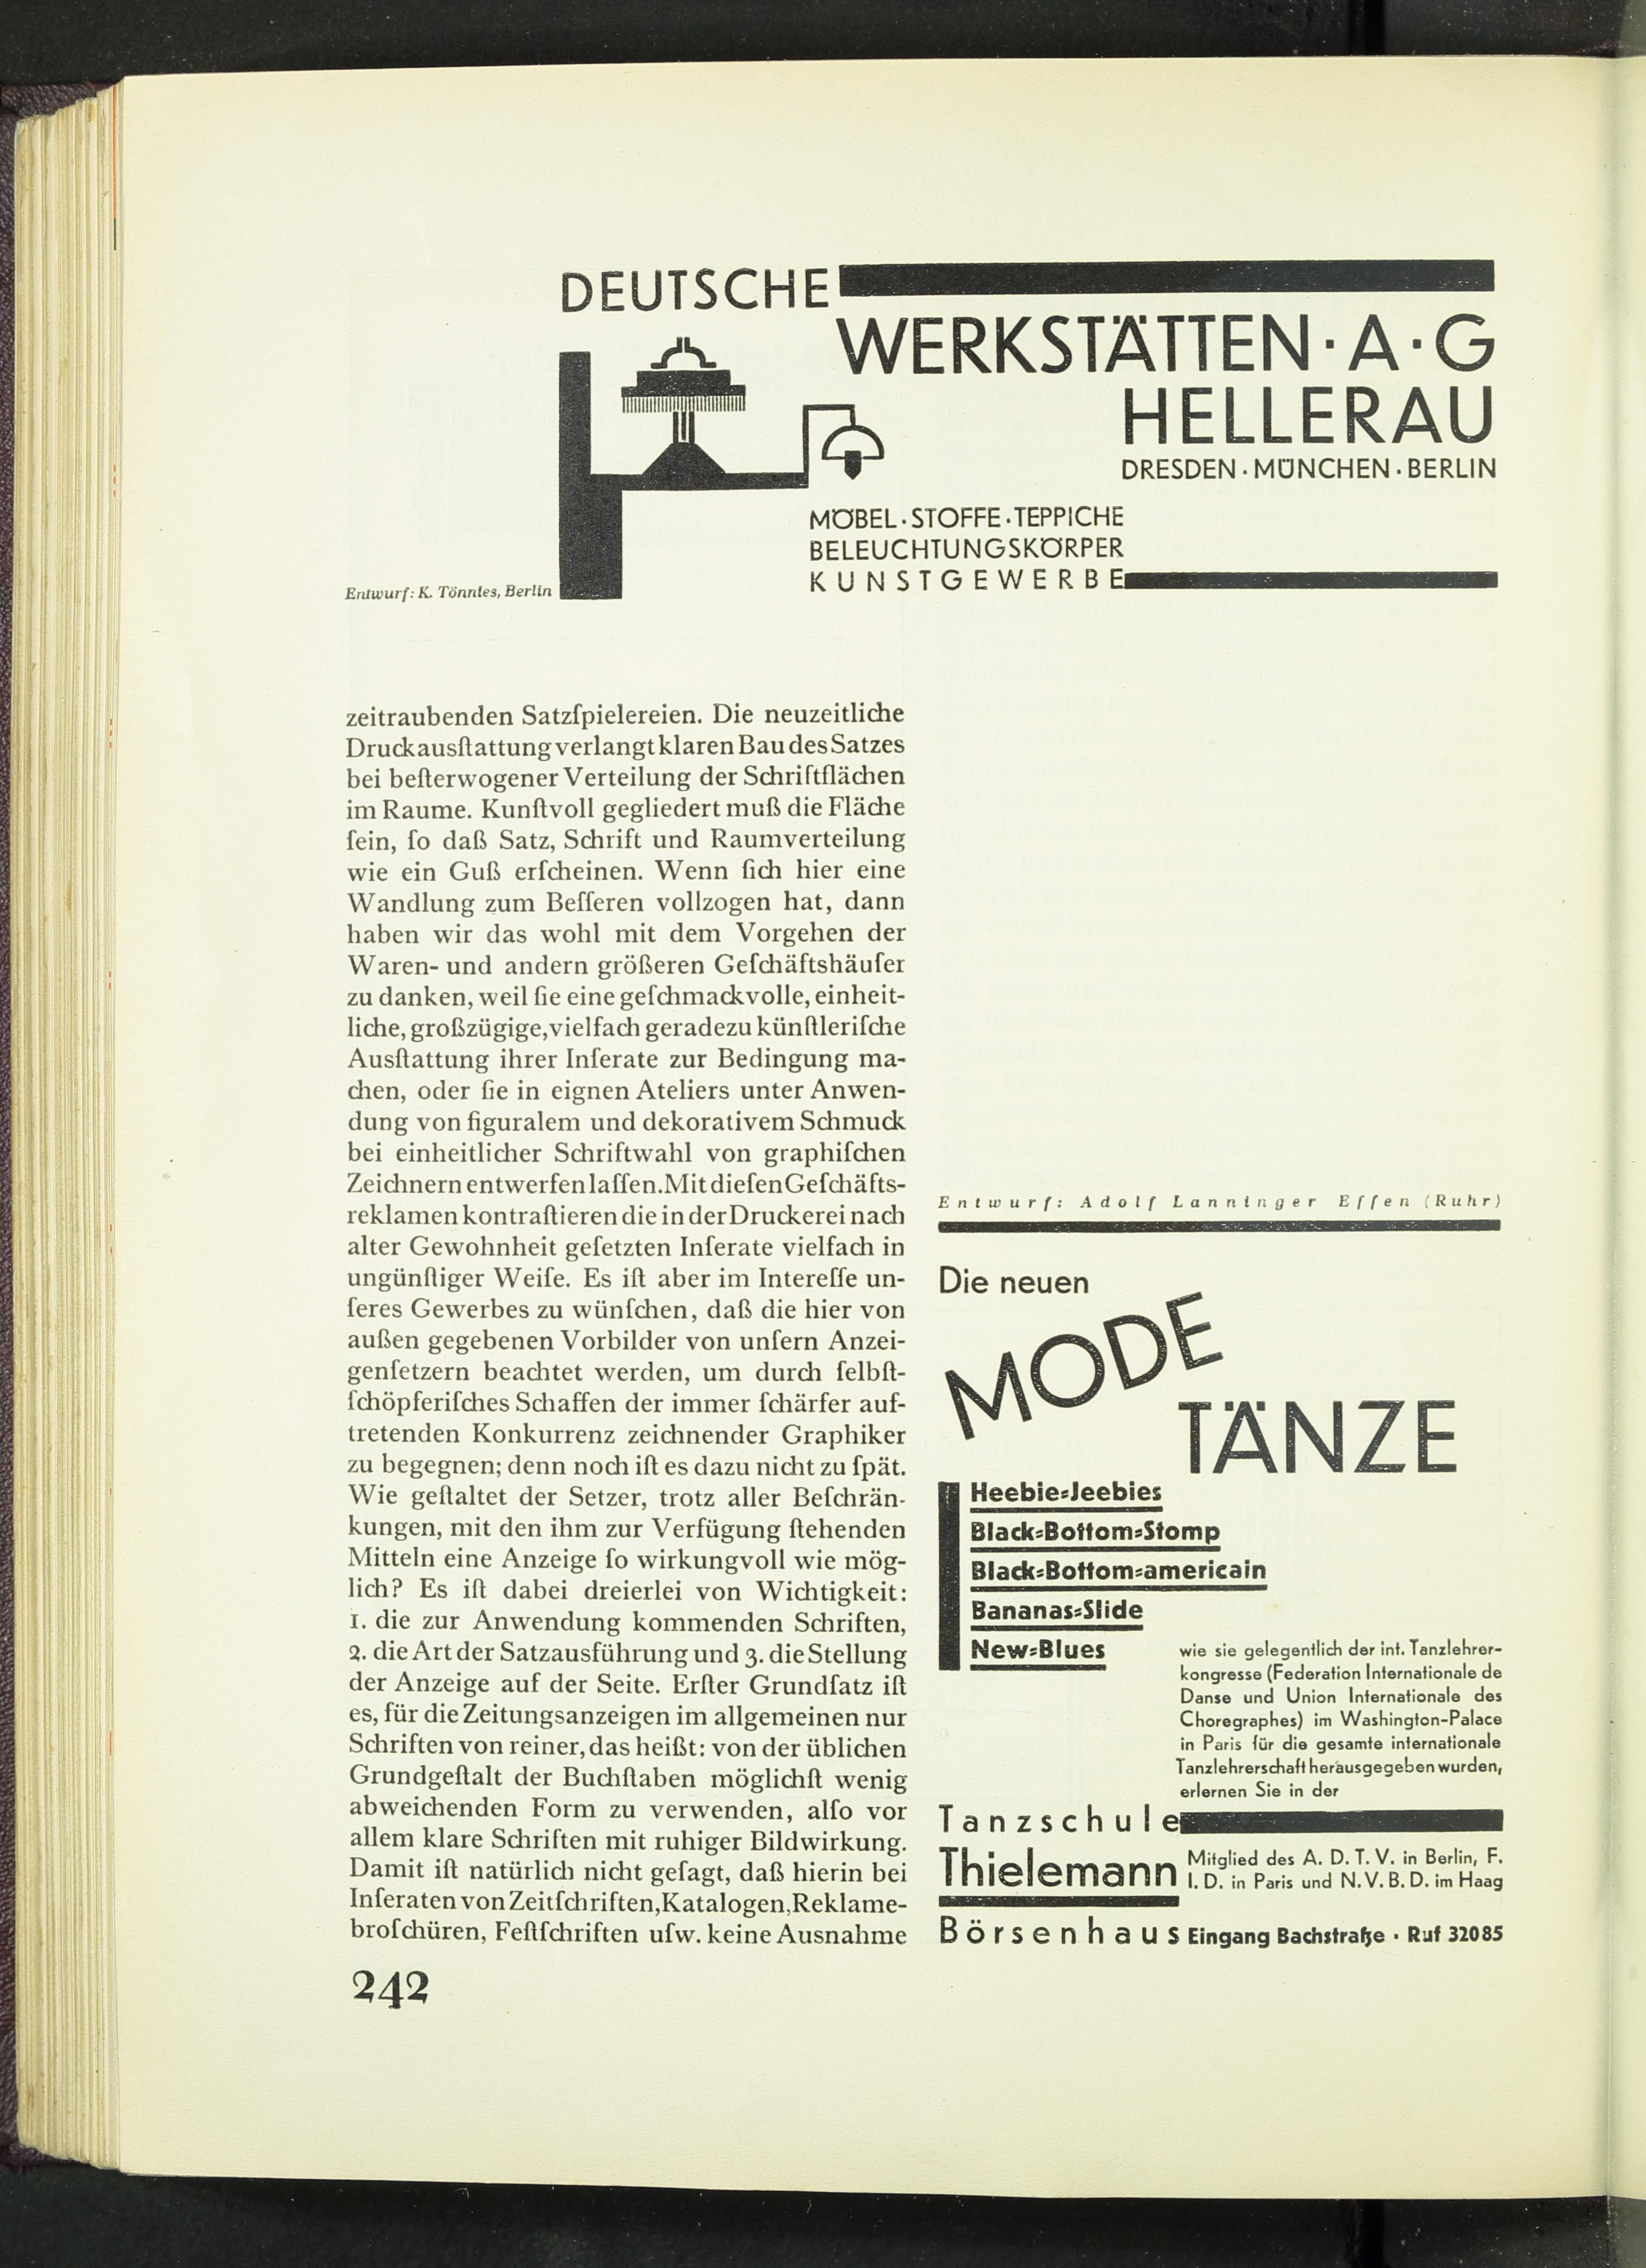 DEUTSCHE
WERKSTÄTTEN · A · G
HELLERAU
DRESDEN · MÜNCHEN · BERLIN
MÖBEL · STOFFE · TEPPICHE
BELEUCHTUNGSKÖRPER
KUNSTGEWERBE
Entwurf: K. Tönnies, Berlin
zeitraubenden Satzſpielereien. Die neuzeitliche
Druckausſtattung verlangt klaren Bau des Satzes
bei beſterwogener Verteilung der Schriftflächen
im Raume. Kunſtvoll gegliedert muß die Fläche
ſein, ſo daß Satz, Schrift und Raumverteilung
wie ein Guß erſcheinen. Wenn ſich hier eine
Wandlung zum Beſſeren vollzogen hat, dann
haben wir das wohl mit dem Vorgehen der
Waren- und andern größeren Geſchäftshäuſer
zu danken, weil ſie eine geſchmackvolle, einheit-
liche, großzügige, vielfach geradezu künſtleriſche
Ausſtattung ihrer Inſerate zur Bedingung ma-
chen, oder ſie in eignen Ateliers unter Anwen-
dung von figuralem und dekorativem Schmuck
bei einheitlicher Schriftwahl von graphiſchen
Zeichnern entwerfen laſſen. Mit dieſen Geſchäfts-
reklamen kontraſtieren die in der Druckerei nach
alter Gewohnheit geſetzten Inſerate vielfach in
ungünſtiger Weiſe. Es iſt aber im Intereſſe un-
ſeres Gewerbes zu wünſchen, daß die hier von
außen gegebenen Vorbilder von unſern Anzei-
genſetzern beachtet werden, um durch ſelbſt-
ſchöpferiſches Schaffen der immer ſchärfer auf-
tretenden Konkurrenz zeichnender Graphiker
zu begegnen; denn noch iſt es dazu nicht zu ſpät.
Wie geſtaltet der Setzer, trotz aller Beſchrän-
kungen, mit den ihm zur Verfügung ſtehenden
Mitteln eine Anzeige ſo wirkungvoll wie mög-
lich? Es iſt dabei dreierlei von Wichtigkeit:
1. die zur Anwendung kommenden Schriften,
2. die Art der Satzausführung und 3. die Stellung
der Anzeige auf der Seite. Erſter Grundſatz iſt
es, für die Zeitungsanzeigen im allgemeinen nur
Schriften von reiner, das heißt: von der üblichen
Grundgeſtalt der Buchſtaben möglichſt wenig
abweichenden Form zu verwenden, alſo vor
allem klare Schriften mit ruhiger Bildwirkung.
Damit iſt natürlich nicht geſagt, daß hierin bei
Inſeraten von Zeitſchriften, Katalogen, Reklame-
broſchüren, Feſtſchriften uſw. keine Ausnahme
242
Entwurf: Adolf Lanninger Eſſen (Ruhr)
Die neuen
MODE
TÄNZE
Heebie=Jeebies
Black=Bottom=Stomp
Black=Bottom=americain
Bananas=Slide
New=Blues
wie sie gelegentlich der int. Tanzlehrer-
kongresse (Federation Internationale de
Danse und Union Internationale des
Choregraphes) im Washington-Palace
in Paris für die gesamte internationale
Tanzlehrerschaft herausgegeben wurden,
erlernen Sie in der
Tanzschule
Thielemann
Mitglied des A. D. T. V. in Berlin, F.
I. D. in Paris und N. V. B. D. im Haag
Börsenhaus Eingang Bachstraße · Ruf 32085